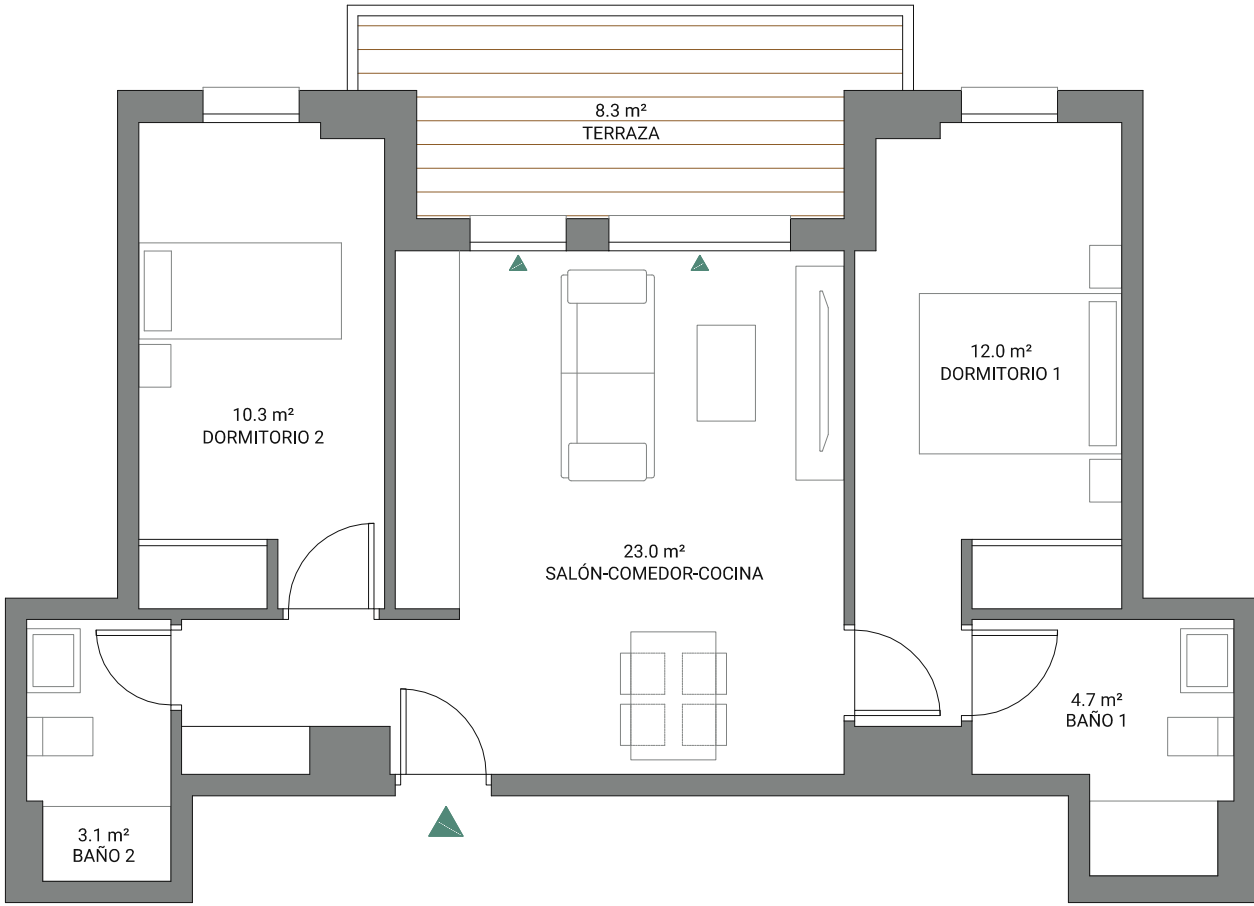 8.3 m²
TERRAZA
12.0 m²
DORMITORIO 1
10.3 m²
DORMITORIO 2
23.0 m²
SALÓN-COMEDOR-COCINA
4.7 m²
BAÑO 1
3.1 m²
BAÑO 2